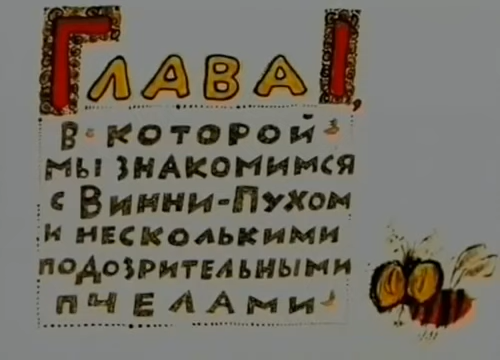 ГЛАВА I,
В КОТОРОЙ
МЫ ЗНАКОМИМСЯ
С ВИННИ-ПУХОМ
И НЕСКОЛЬКИМИ
ПОДОЗРИТЕЛЬНЫМИ
ПЧЕЛАМИ